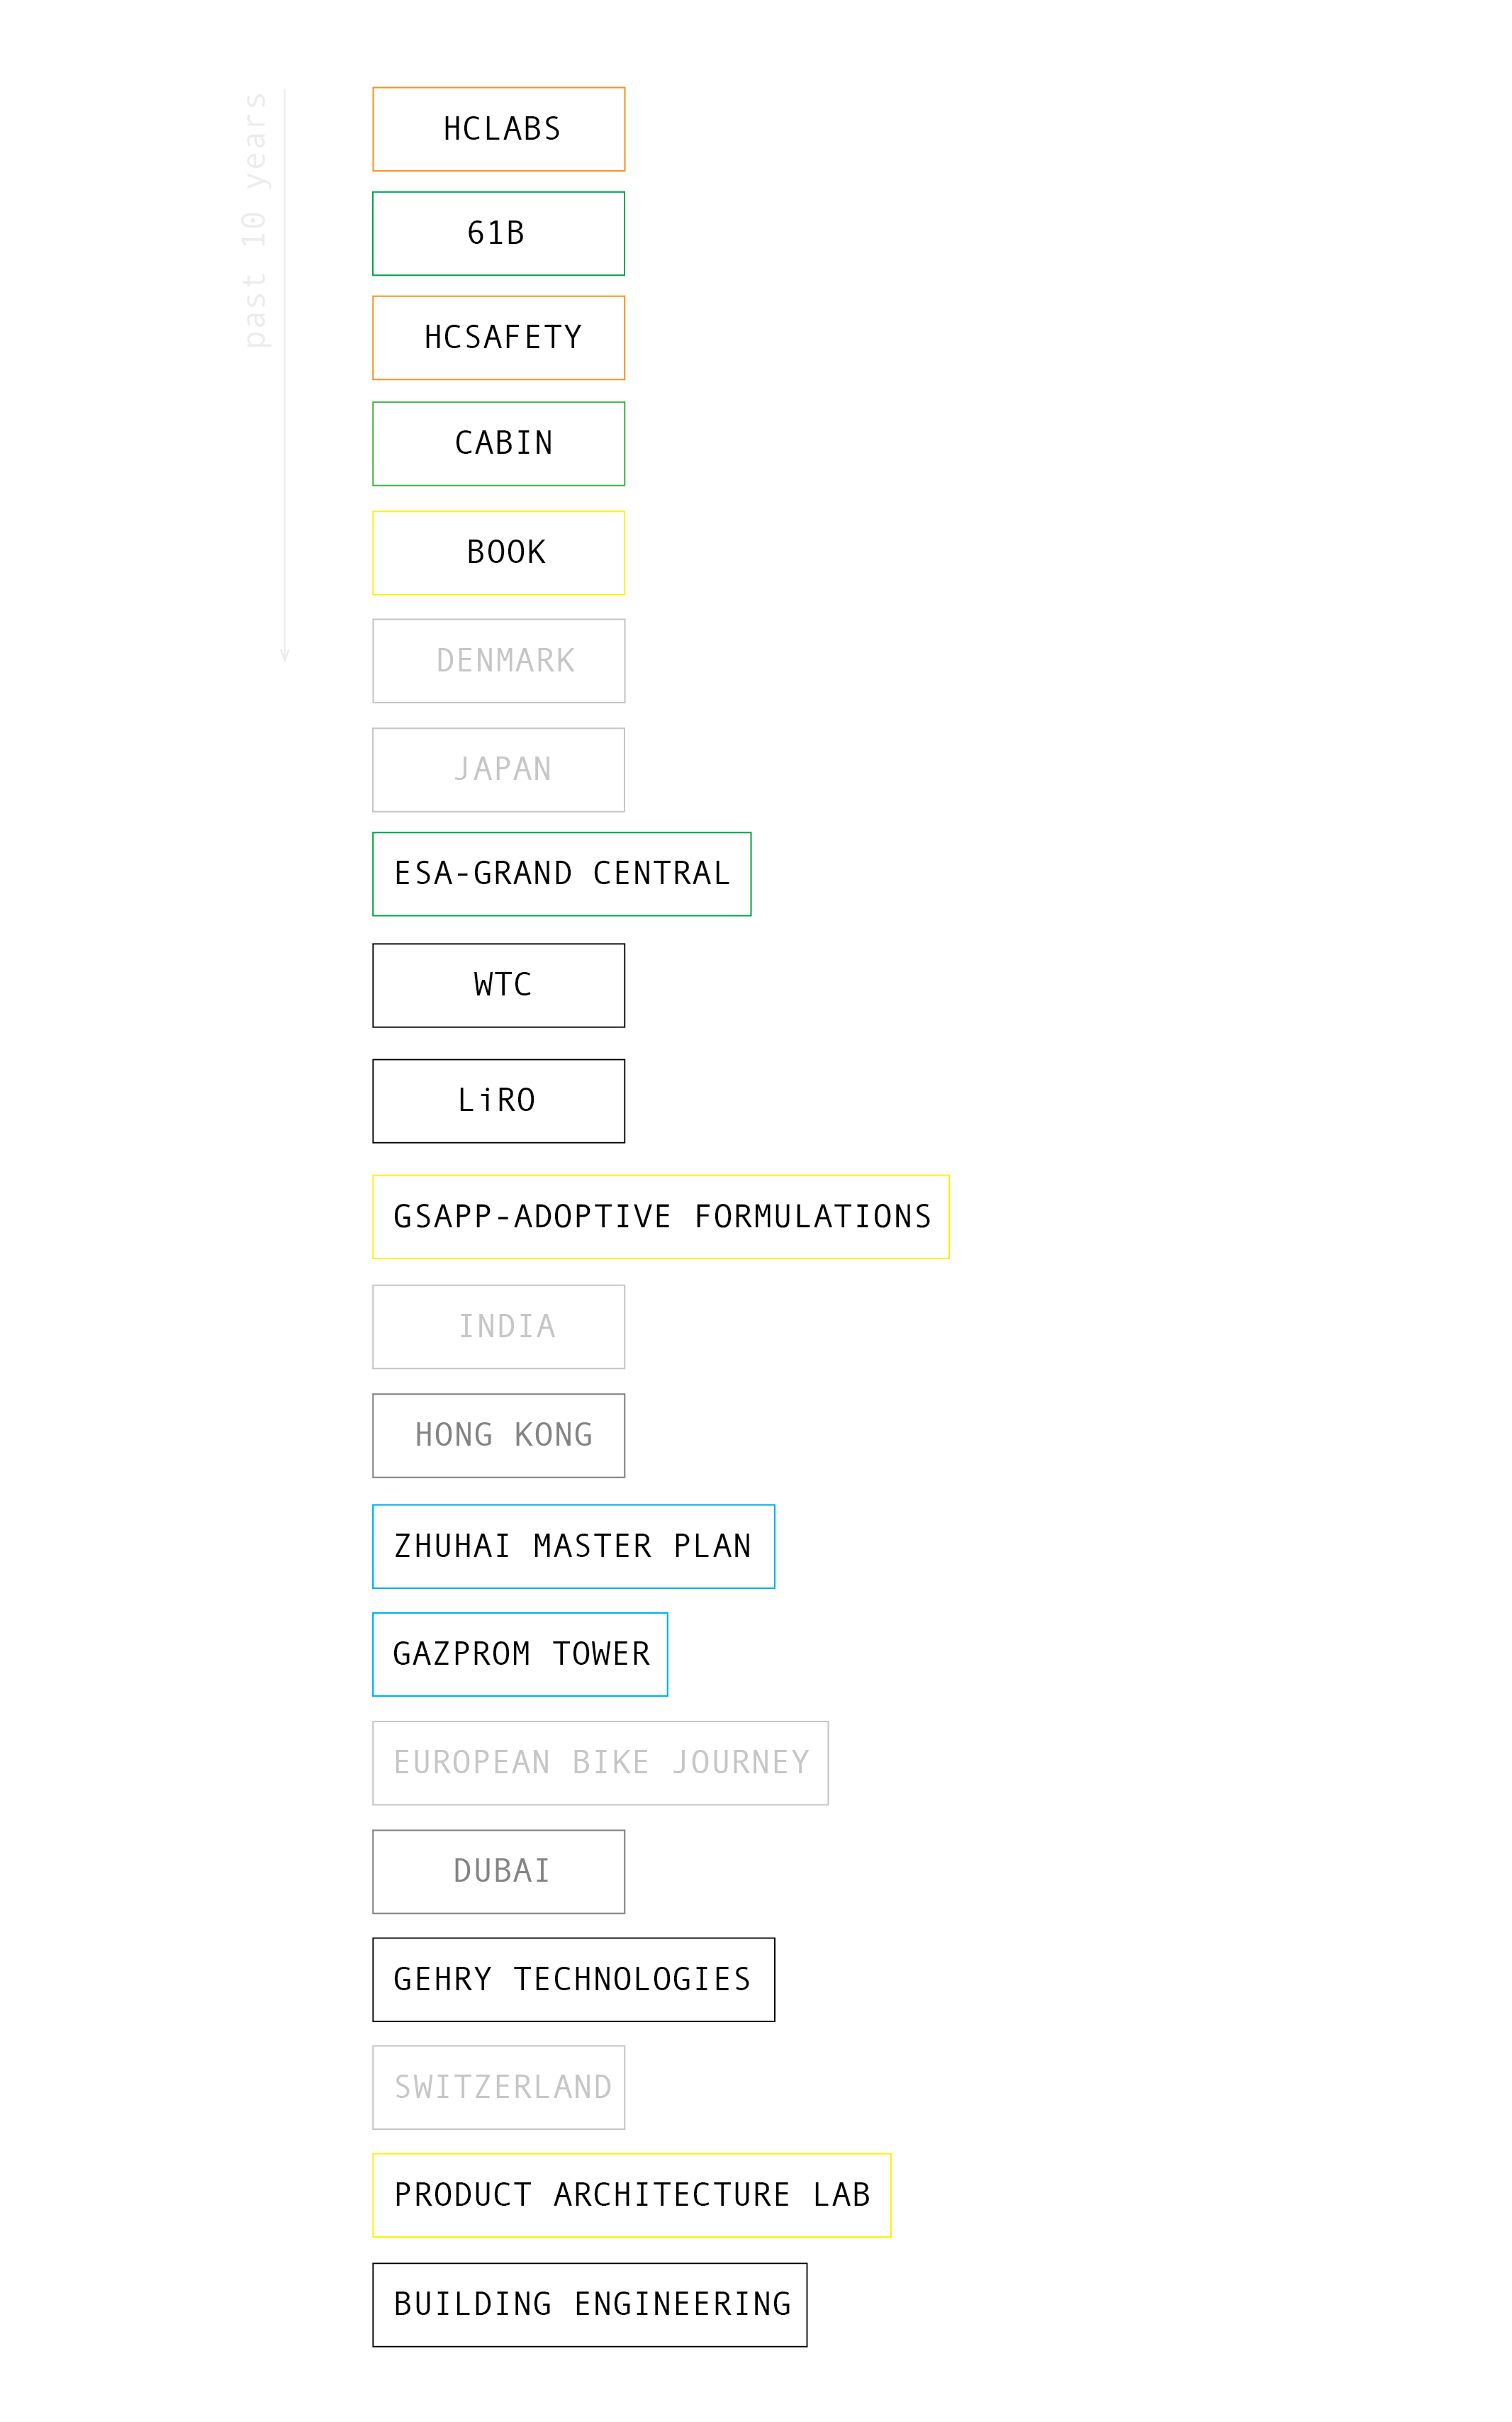 past 10 years
HCLABS
61B
HCSAFETY
CABIN
BOOK
DENMARK
JAPAN
ESA-GRAND CENTRAL
WTC
LiRO
GSAPP-ADOPTIVE FORMULATIONS
INDIA
HONG KONG
ZHUHAI MASTER PLAN
GAZPROM TOWER
EUROPEAN BIKE JOURNEY
DUBAI
GEHRY TECHNOLOGIES
SWITZERLAND
PRODUCT ARCHITECTURE LAB
BUILDING ENGINEERING